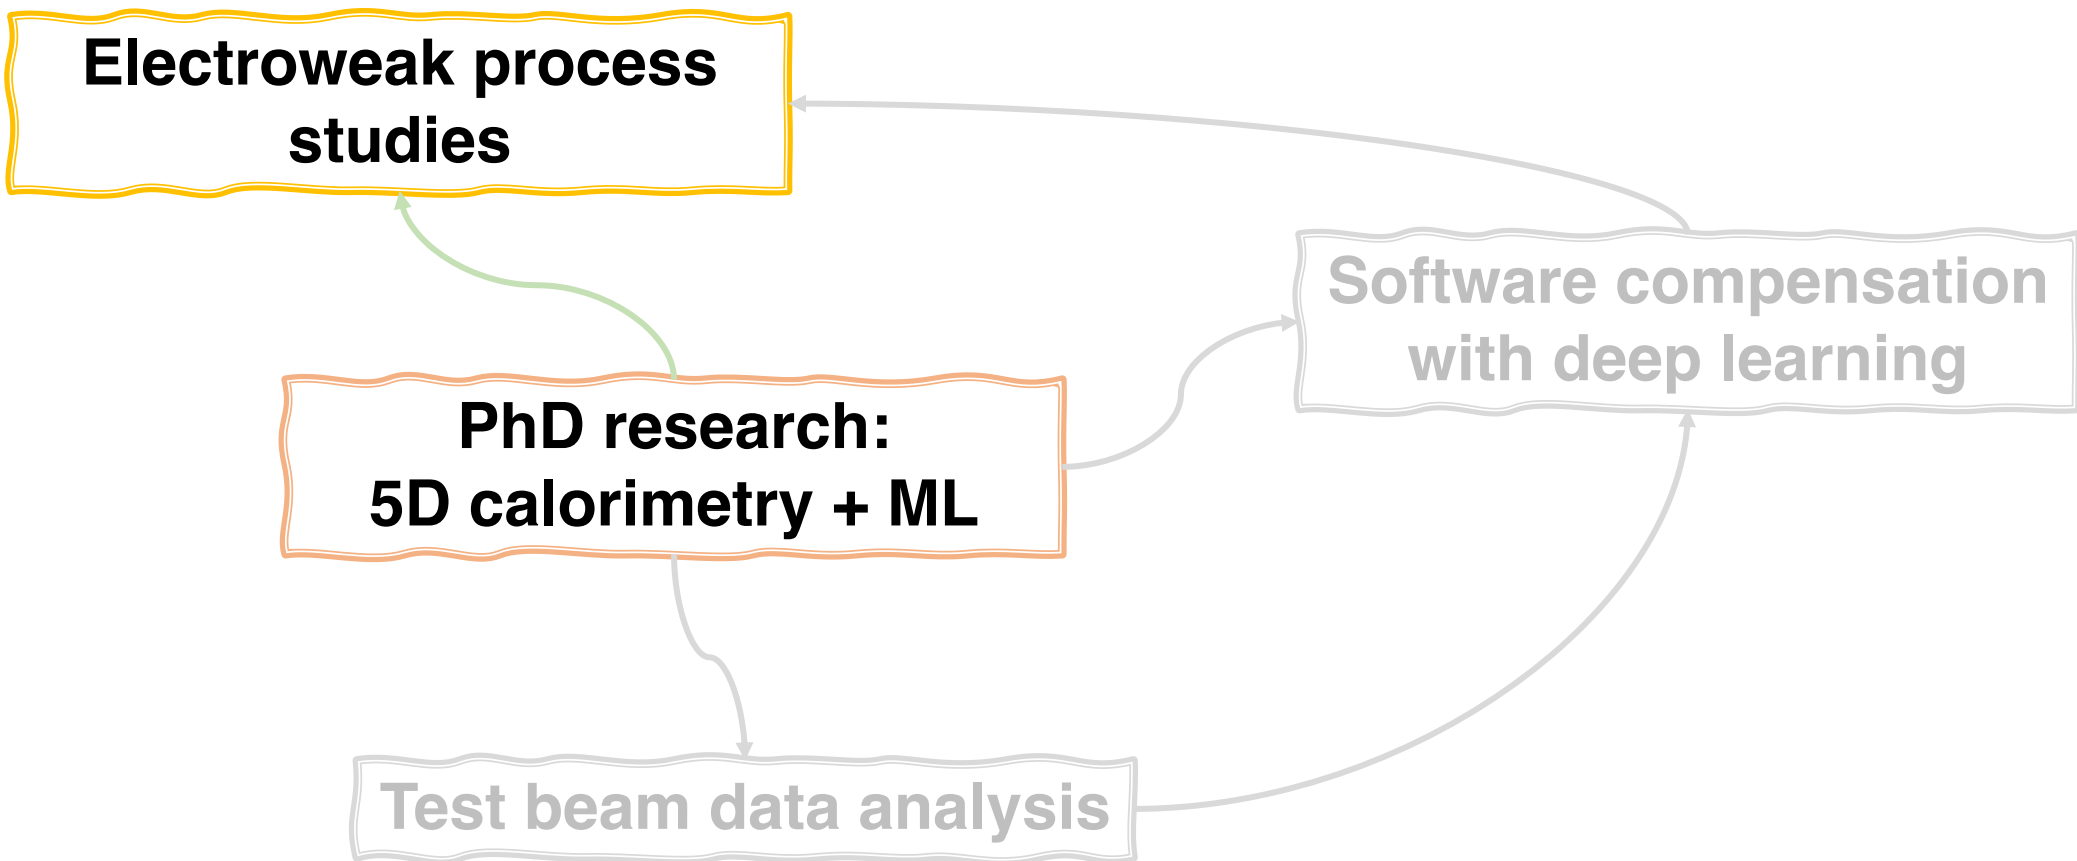 Electroweak process
studies
Software compensation
with deep learning
PhD research:
5D calorimetry + ML
Test beam data analysis